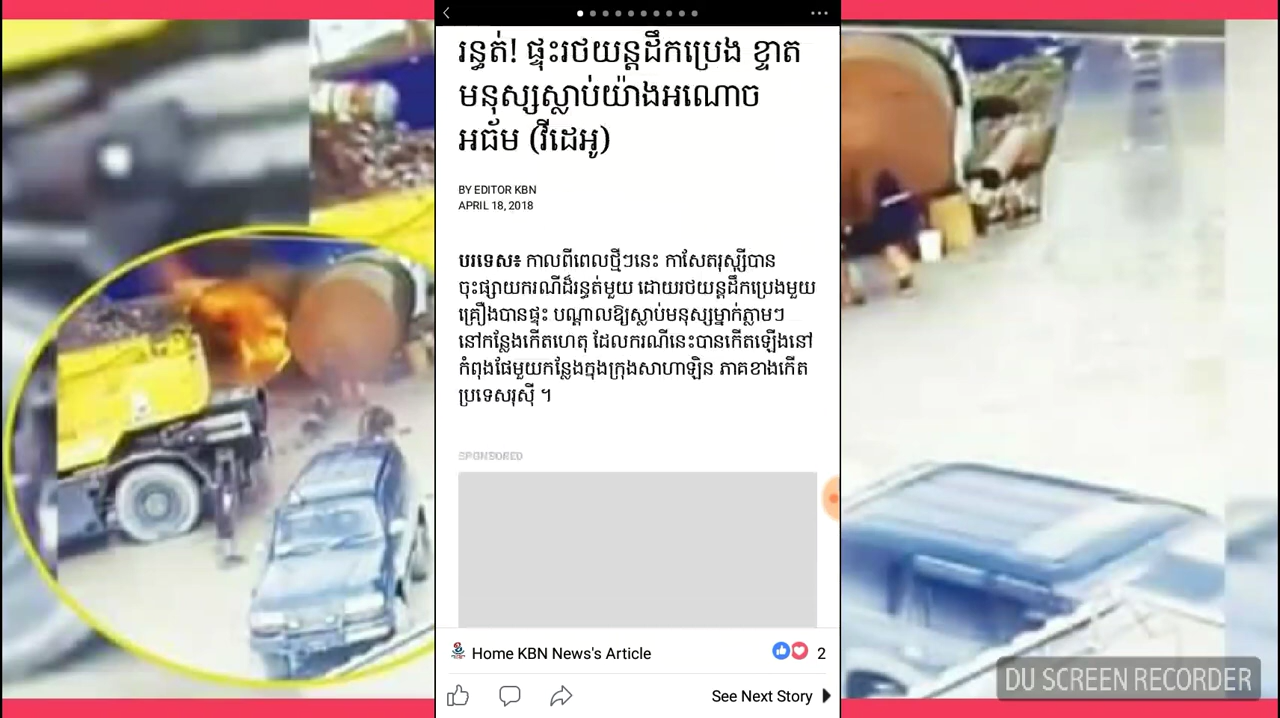 រន្ធត់! ផ្ទុះរថយន្តដឹកប្រេង ខ្ទាត
មនុស្សស្លាប់យ៉ាងអណោច
អធ័ម (វីដេអូ)
BY EDITOR KBN
APRIL 18, 2018
បរទេស៖ កាលពីពេលថ្មីៗនេះ កាសែតរុស្ស៊ីបាន
ចុះផ្សាយករណីដ៏រន្ធត់មួយ ដោយរថយន្តដឹកប្រេងមួយ
គ្រឿងបានផ្ទុះ បណ្តាលឱ្យស្លាប់មនុស្សម្នាក់ភ្លាមៗ
នៅកន្លែងកើតហេតុ ដែលករណីនេះបានកើតឡើងនៅ
កំពុងផែមួយកន្លែងក្នុងក្រុងសាហាឡិន ភាគខាងកើត
ប្រទេសរុស៊ី ។
SPONSORED
Home KBN News's Article
2
See Next Story
DU SCREEN RECORDER